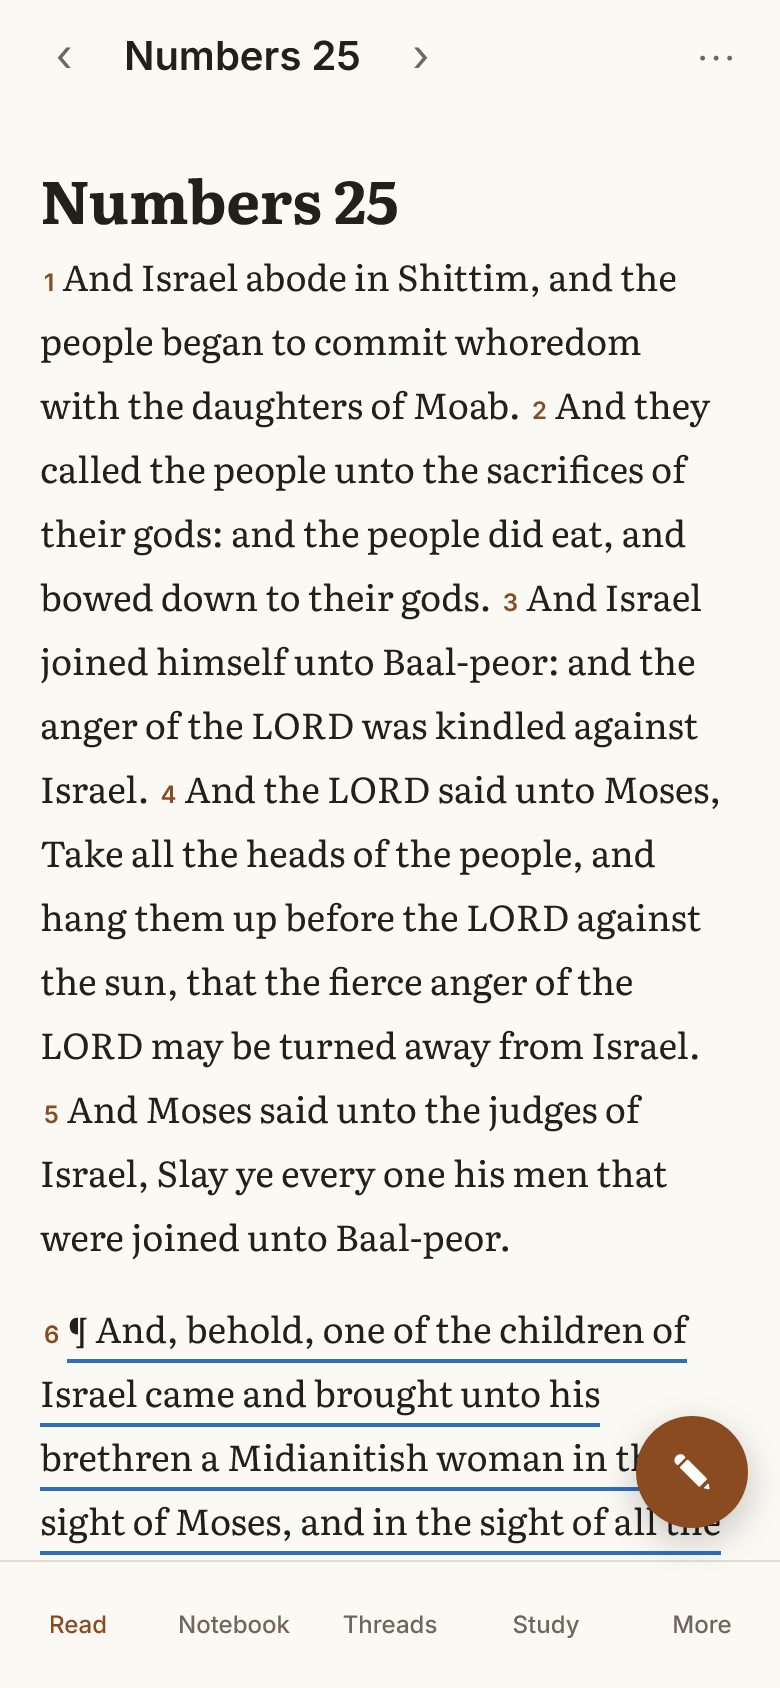 ‹ Numbers 25 › ...
Numbers 25
1 And Israel abode in Shittim, and the
people began to commit whoredom
with the daughters of Moab. 2 And they
called the people unto the sacrifices of
their gods: and the people did eat, and
bowed down to their gods. 3 And Israel
joined himself unto Baal-peor: and the
anger of the LORD was kindled against
Israel. 4 And the LORD said unto Moses,
Take all the heads of the people, and
hang them up before the LORD against
the sun, that the fierce anger of the
LORD may be turned away from Israel.
5 And Moses said unto the judges of
Israel, Slay ye every one his men that
were joined unto Baal-peor.
6 ¶ And, behold, one of the children of
Israel came and brought unto his
brethren a Midianitish woman in
sight of Moses, and in the sight of all the
Read Notebook Threads Study More